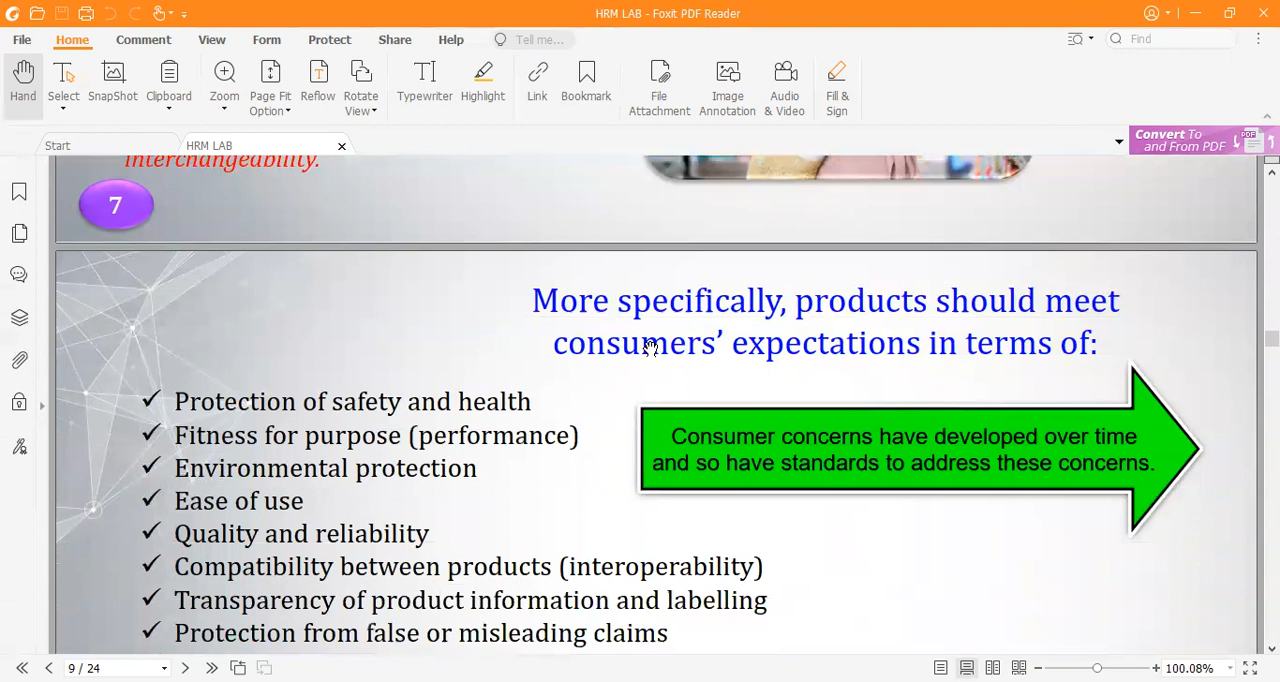 HRM LAB - Foxit PDF Reader
File Home Comment View Form Protect Share Help Tell me... Find
Hand Select SnapShot Clipboard Zoom Page Fit Option Reflow Rotate View Typewriter Highlight Link Bookmark File Attachment Image Annotation Audio & Video Fill & Sign
Start HRM LAB Convert To and From PDF PDF
interchangeability.
7
More specifically, products should meet
consumers’ expectations in terms of:
✓ Protection of safety and health
✓ Fitness for purpose (performance)
✓ Environmental protection
✓ Ease of use
✓ Quality and reliability
✓ Compatibility between products (interoperability)
✓ Transparency of product information and labelling
✓ Protection from false or misleading claims
Consumer concerns have developed over time
and so have standards to address these concerns.
9 / 24 100.08%